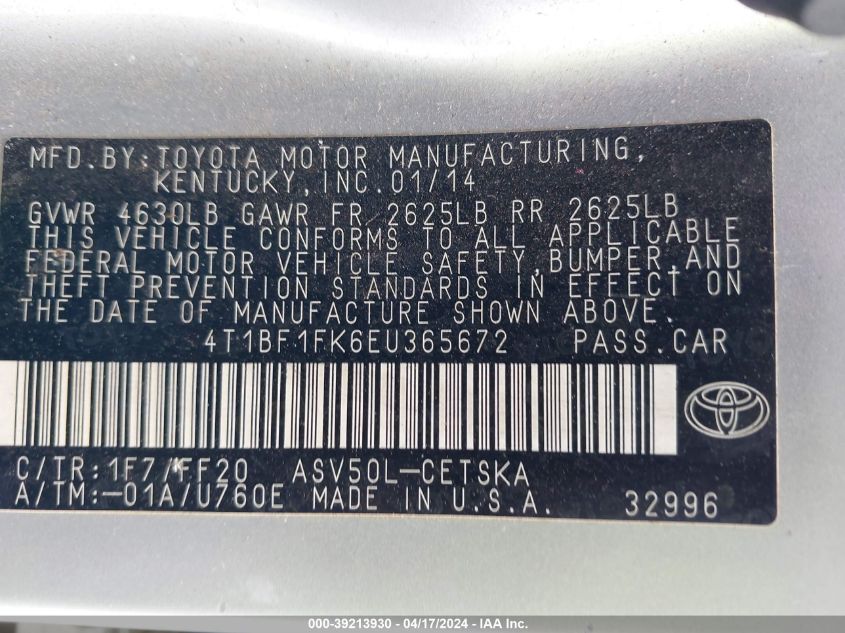 MFD.BY:TOYOTA MOTOR MANUFACTURING,
KENTUCKY,INC.01/14
GVWR 4630LB GAWR FR 2625LB RR 2625LB
THIS VEHICLE CONFORMS TO ALL APPLICABLE
FEDERAL MOTOR VEHICLE SAFETY,BUMPER,AND
THEFT PREVENTION STANDARDS IN EFFECT ON
THE DATE OF MANUFACTURE SHOWN ABOVE.
4T1BF1FK6EU365672 PASS.CAR
C/TR:1F7/FF20 ASV50L-CETSKA
A/TM:-01A/U760E MADE IN U.S.A. 32996
000-39213930 - 04/17/2024 - IAA Inc.